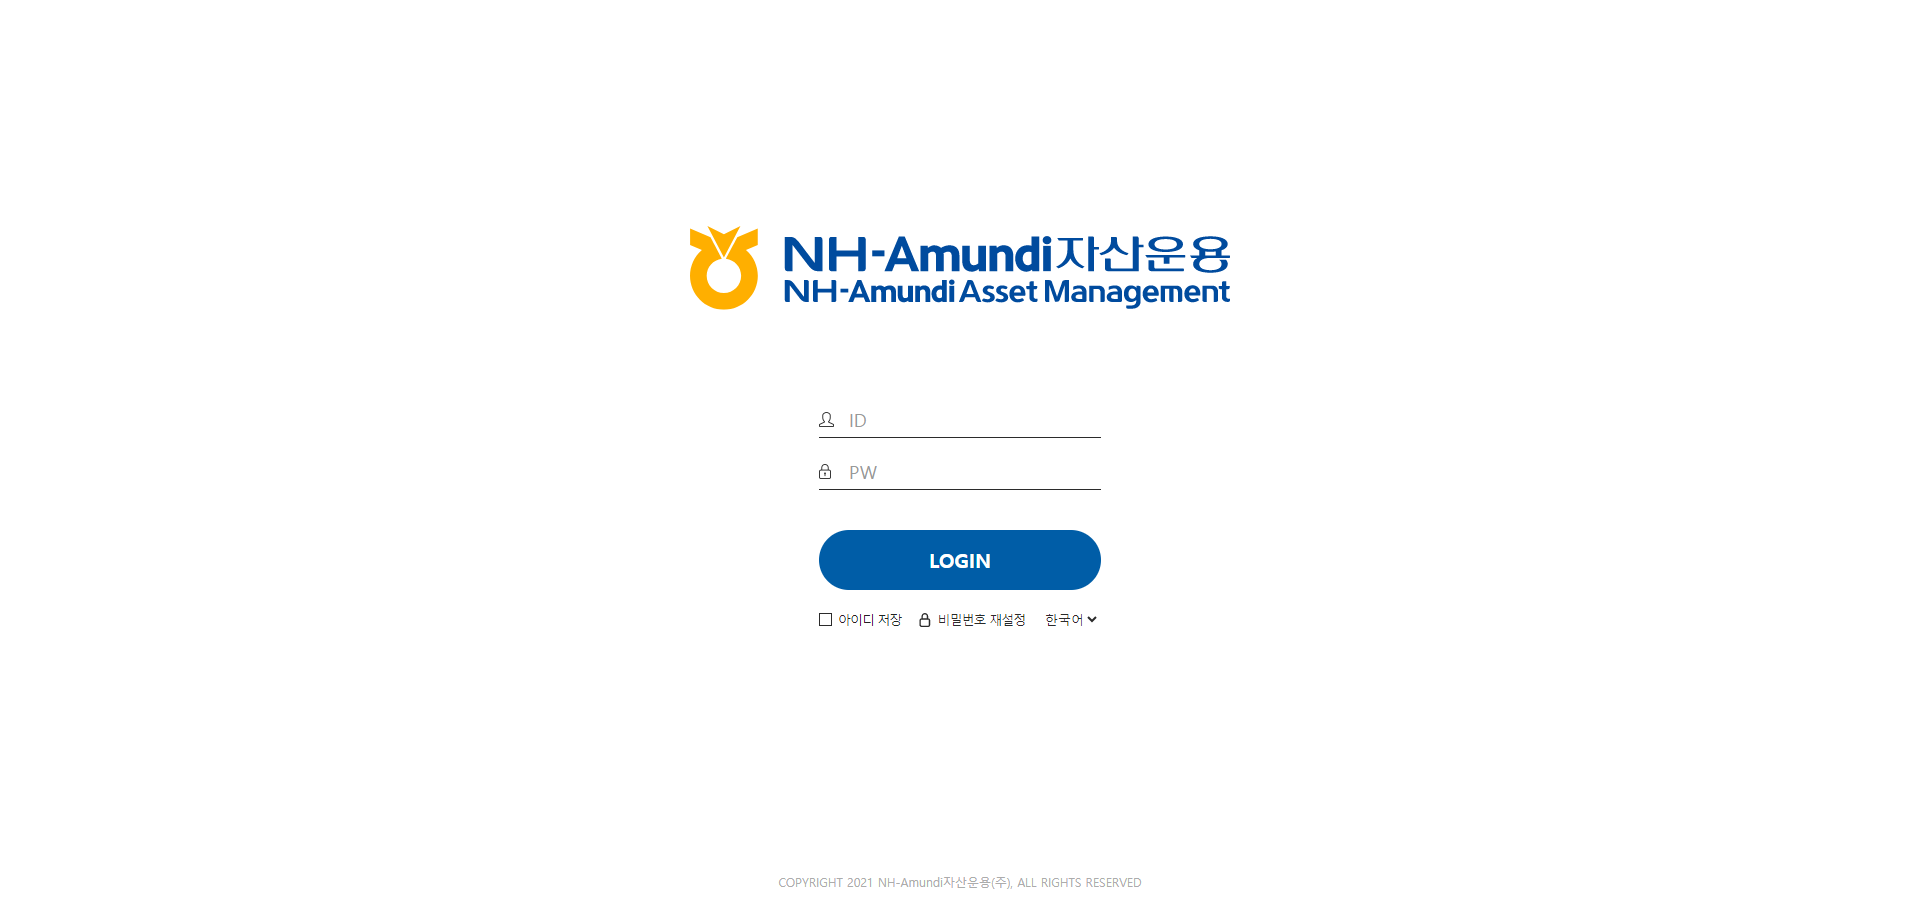 NH-Amundi자산운용
NH-Amundi Asset Management
ID
PW
LOGIN
아이디 저장 비밀번호 재설정 한국어
COPYRIGHT 2021 NH-Amundi자산운용(주), ALL RIGHTS RESERVED